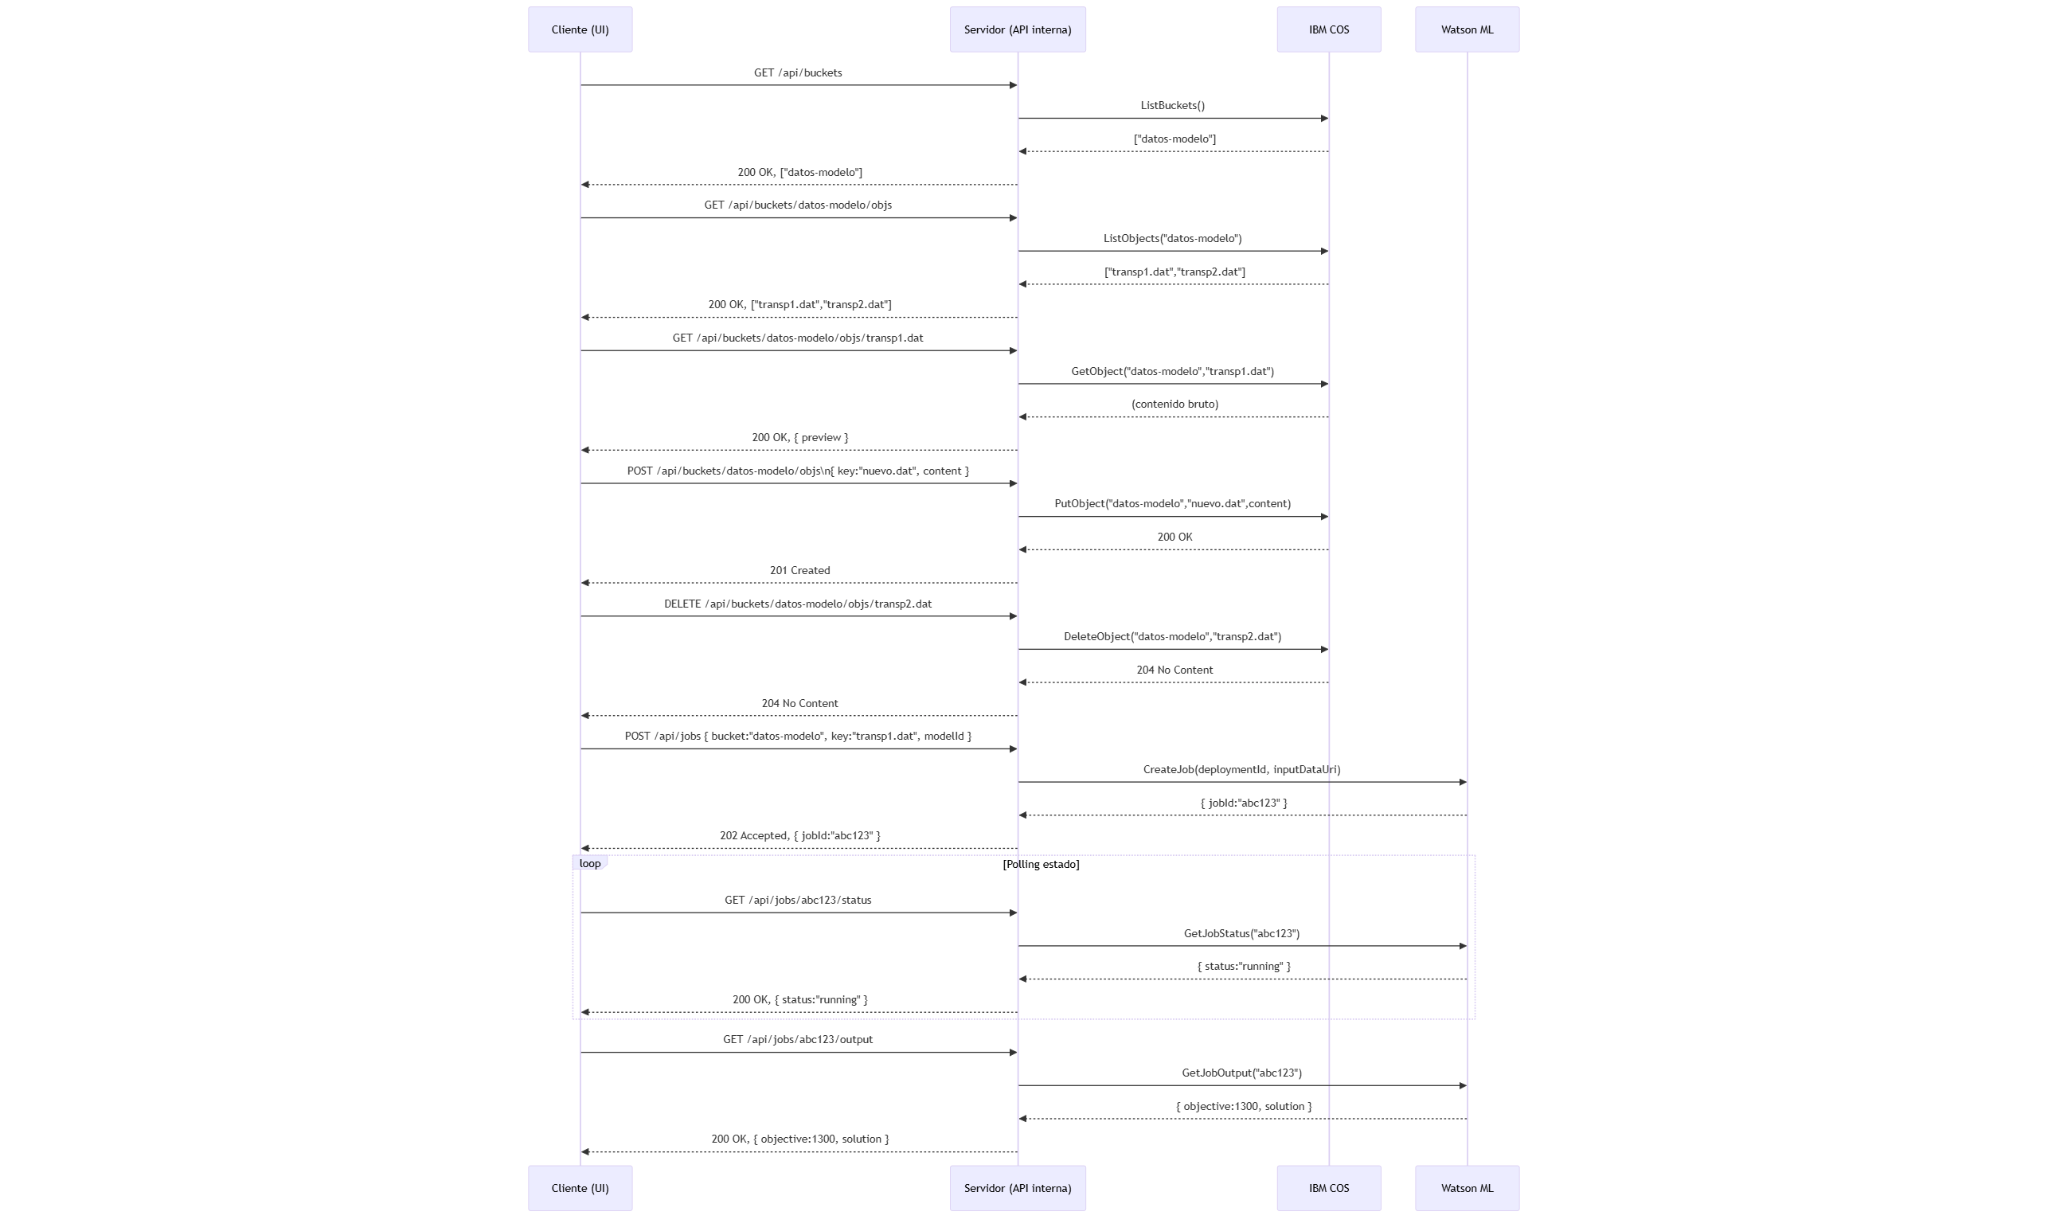 Cliente (UI)
Servidor (API interna)
IBM COS
Watson ML
GET /api/buckets
ListBuckets()
["datos-modelo"]
200 OK, ["datos-modelo"]
GET /api/buckets/datos-modelo/objs
ListObjects("datos-modelo")
["transp1.dat","transp2.dat"]
200 OK, ["transp1.dat","transp2.dat"]
GET /api/buckets/datos-modelo/objs/transp1.dat
GetObject("datos-modelo","transp1.dat")
(contenido bruto)
200 OK, { preview }
POST /api/buckets/datos-modelo/objs\n{ key:"nuevo.dat", content }
PutObject("datos-modelo","nuevo.dat",content)
200 OK
201 Created
DELETE /api/buckets/datos-modelo/objs/transp2.dat
DeleteObject("datos-modelo","transp2.dat")
204 No Content
204 No Content
POST /api/jobs { bucket:"datos-modelo", key:"transp1.dat", modelId }
CreateJob(deploymentId, inputDataUri)
{ jobId:"abc123" }
202 Accepted, { jobId:"abc123" }
loop
[Polling estado]
GET /api/jobs/abc123/status
GetJobStatus("abc123")
{ status:"running" }
200 OK, { status:"running" }
GET /api/jobs/abc123/output
GetJobOutput("abc123")
{ objective:1300, solution }
200 OK, { objective:1300, solution }
Cliente (UI)
Servidor (API interna)
IBM COS
Watson ML